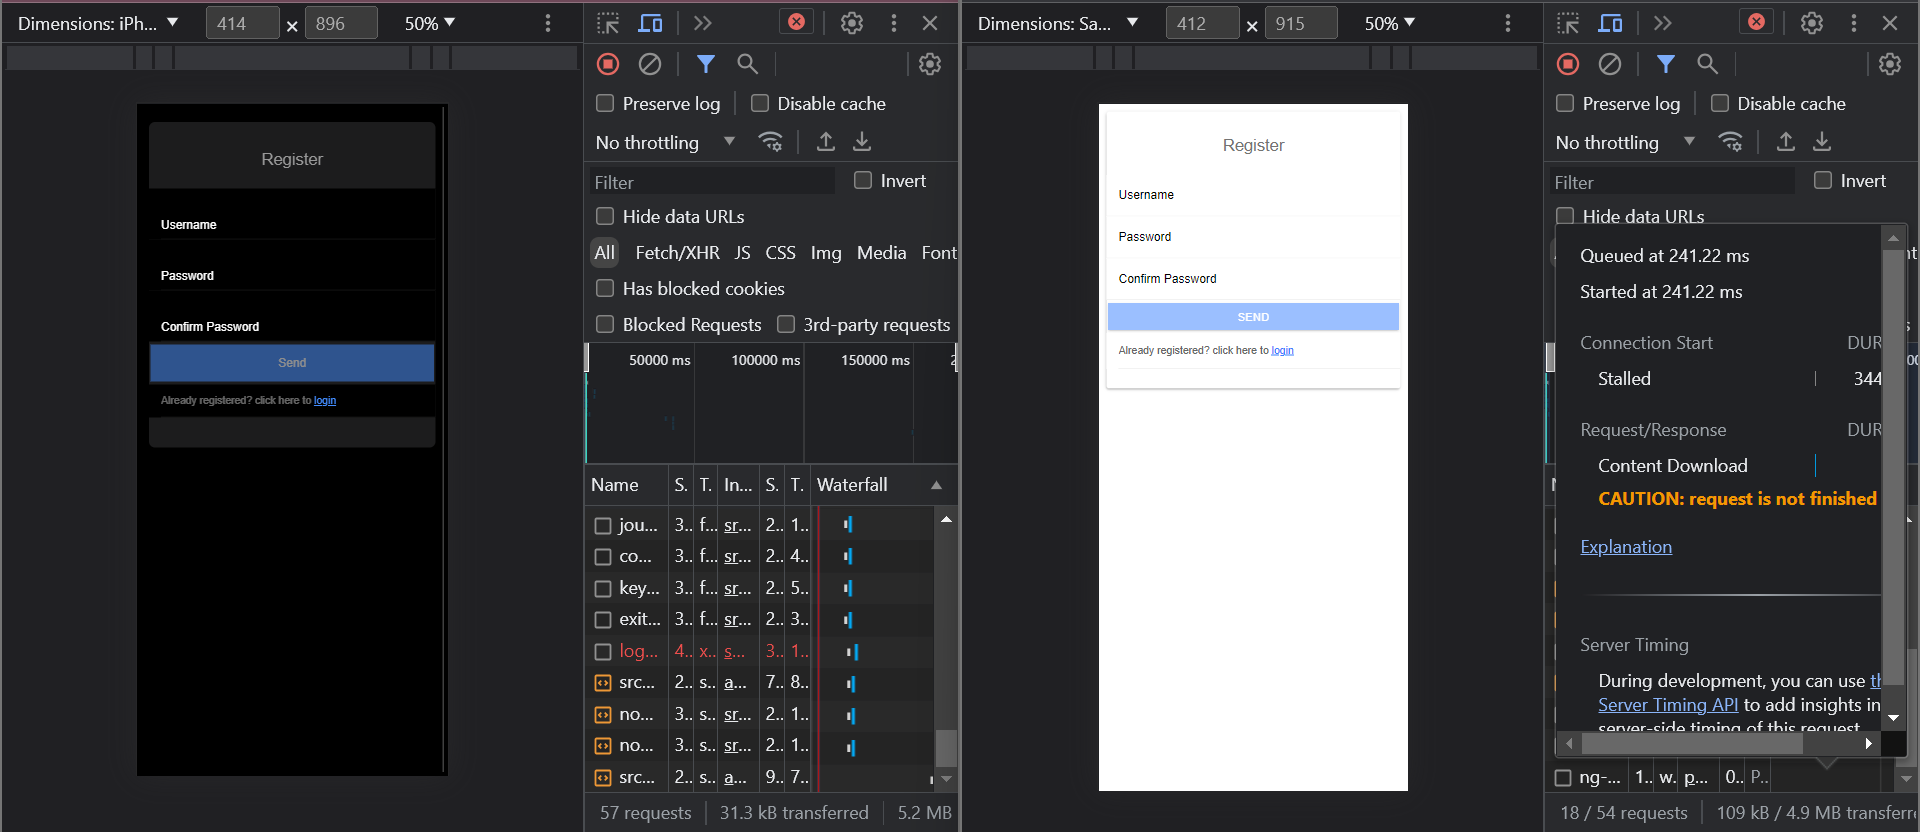 Dimensions: iPh... ▼ 414 × 896 50% ▼
Register
Username
Password
Confirm Password
Send
Already registered? click here to login
Preserve log Disable cache
No throttling ▼
Filter Invert
Hide data URLs
All Fetch/XHR JS CSS Img Media Font
Has blocked cookies
Blocked Requests 3rd-party requests
50000 ms 100000 ms 150000 ms 2
Name S. T. In... S. T. Waterfall
jou... 3.. f... sr... 2.. 1..
co... 3.. f... sr... 2.. 4..
key... 3.. f... sr... 2.. 5..
exit... 3.. f... sr... 2.. 3..
log... 4.. x.. s... 3.. 1..
src... 2.. s.. a... 7.. 8..
no... 3.. s.. sr... 2.. 1..
no... 3.. s.. sr... 2.. 1..
src... 2.. s.. a... 9.. 7..
57 requests 31.3 kB transferred 5.2 MB
Dimensions: Sa... ▼ 412 × 915 50% ▼
Register
Username
Password
Confirm Password
SEND
Already registered? click here to login
Preserve log Disable cache
No throttling ▼
Filter Invert
Hide data URLs
Queued at 241.22 ms
Started at 241.22 ms
Connection Start DUR
Stalled 344
Request/Response DUR
Content Download
CAUTION: request is not finished
Explanation
Server Timing
During development, you can use th
Server Timing API to add insights in
server-side timing of this request.
ng-... 1.. w. p... 0.. P..
18 / 54 requests 109 kB / 4.9 MB transferre